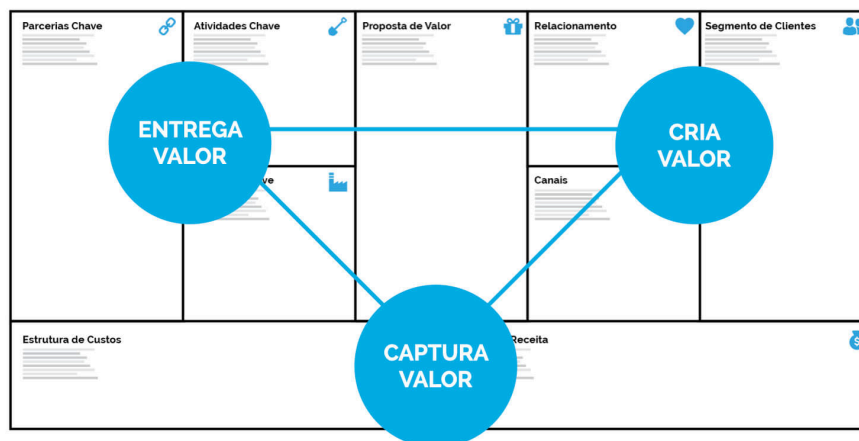 Parcerias Chave
Atividades Chave
Proposta de Valor
Relacionamento
Segmento de Clientes
ENTREGA
VALOR
CRIA
VALOR
Canais
Estrutura de Custos
Receita
CAPTURA
VALOR
$